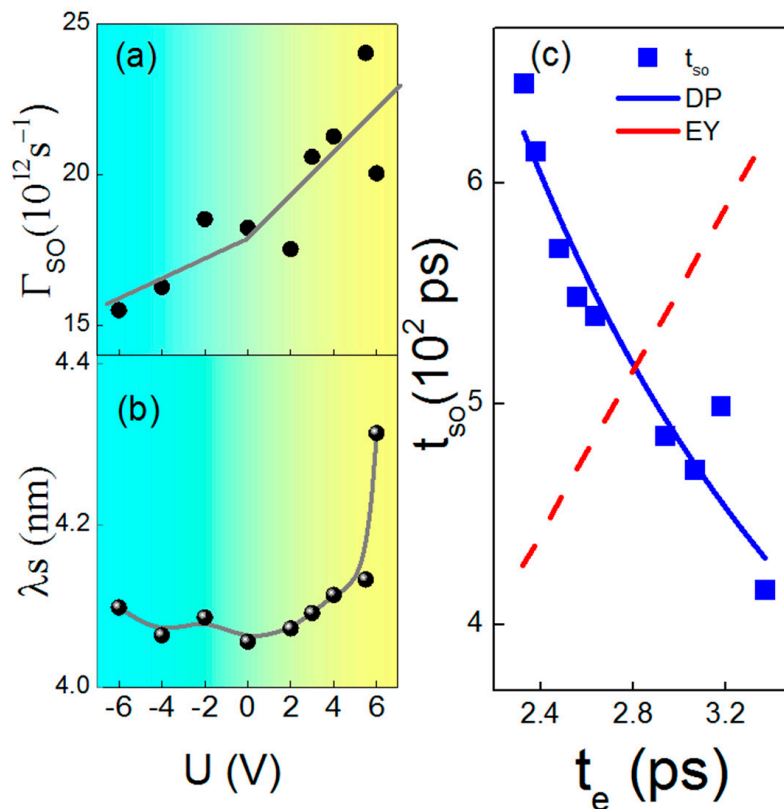 25
20
15
Γ_SO(10^12 s^-1)
(a)
4.4
4.2
4.0
λs (nm)
(b)
-6 -4 -2 0 2 4 6
U (V)
(c)
t_so
DP
EY
6
5
4
t_so(10^2 ps)
2.4 2.8 3.2
t_e (ps)